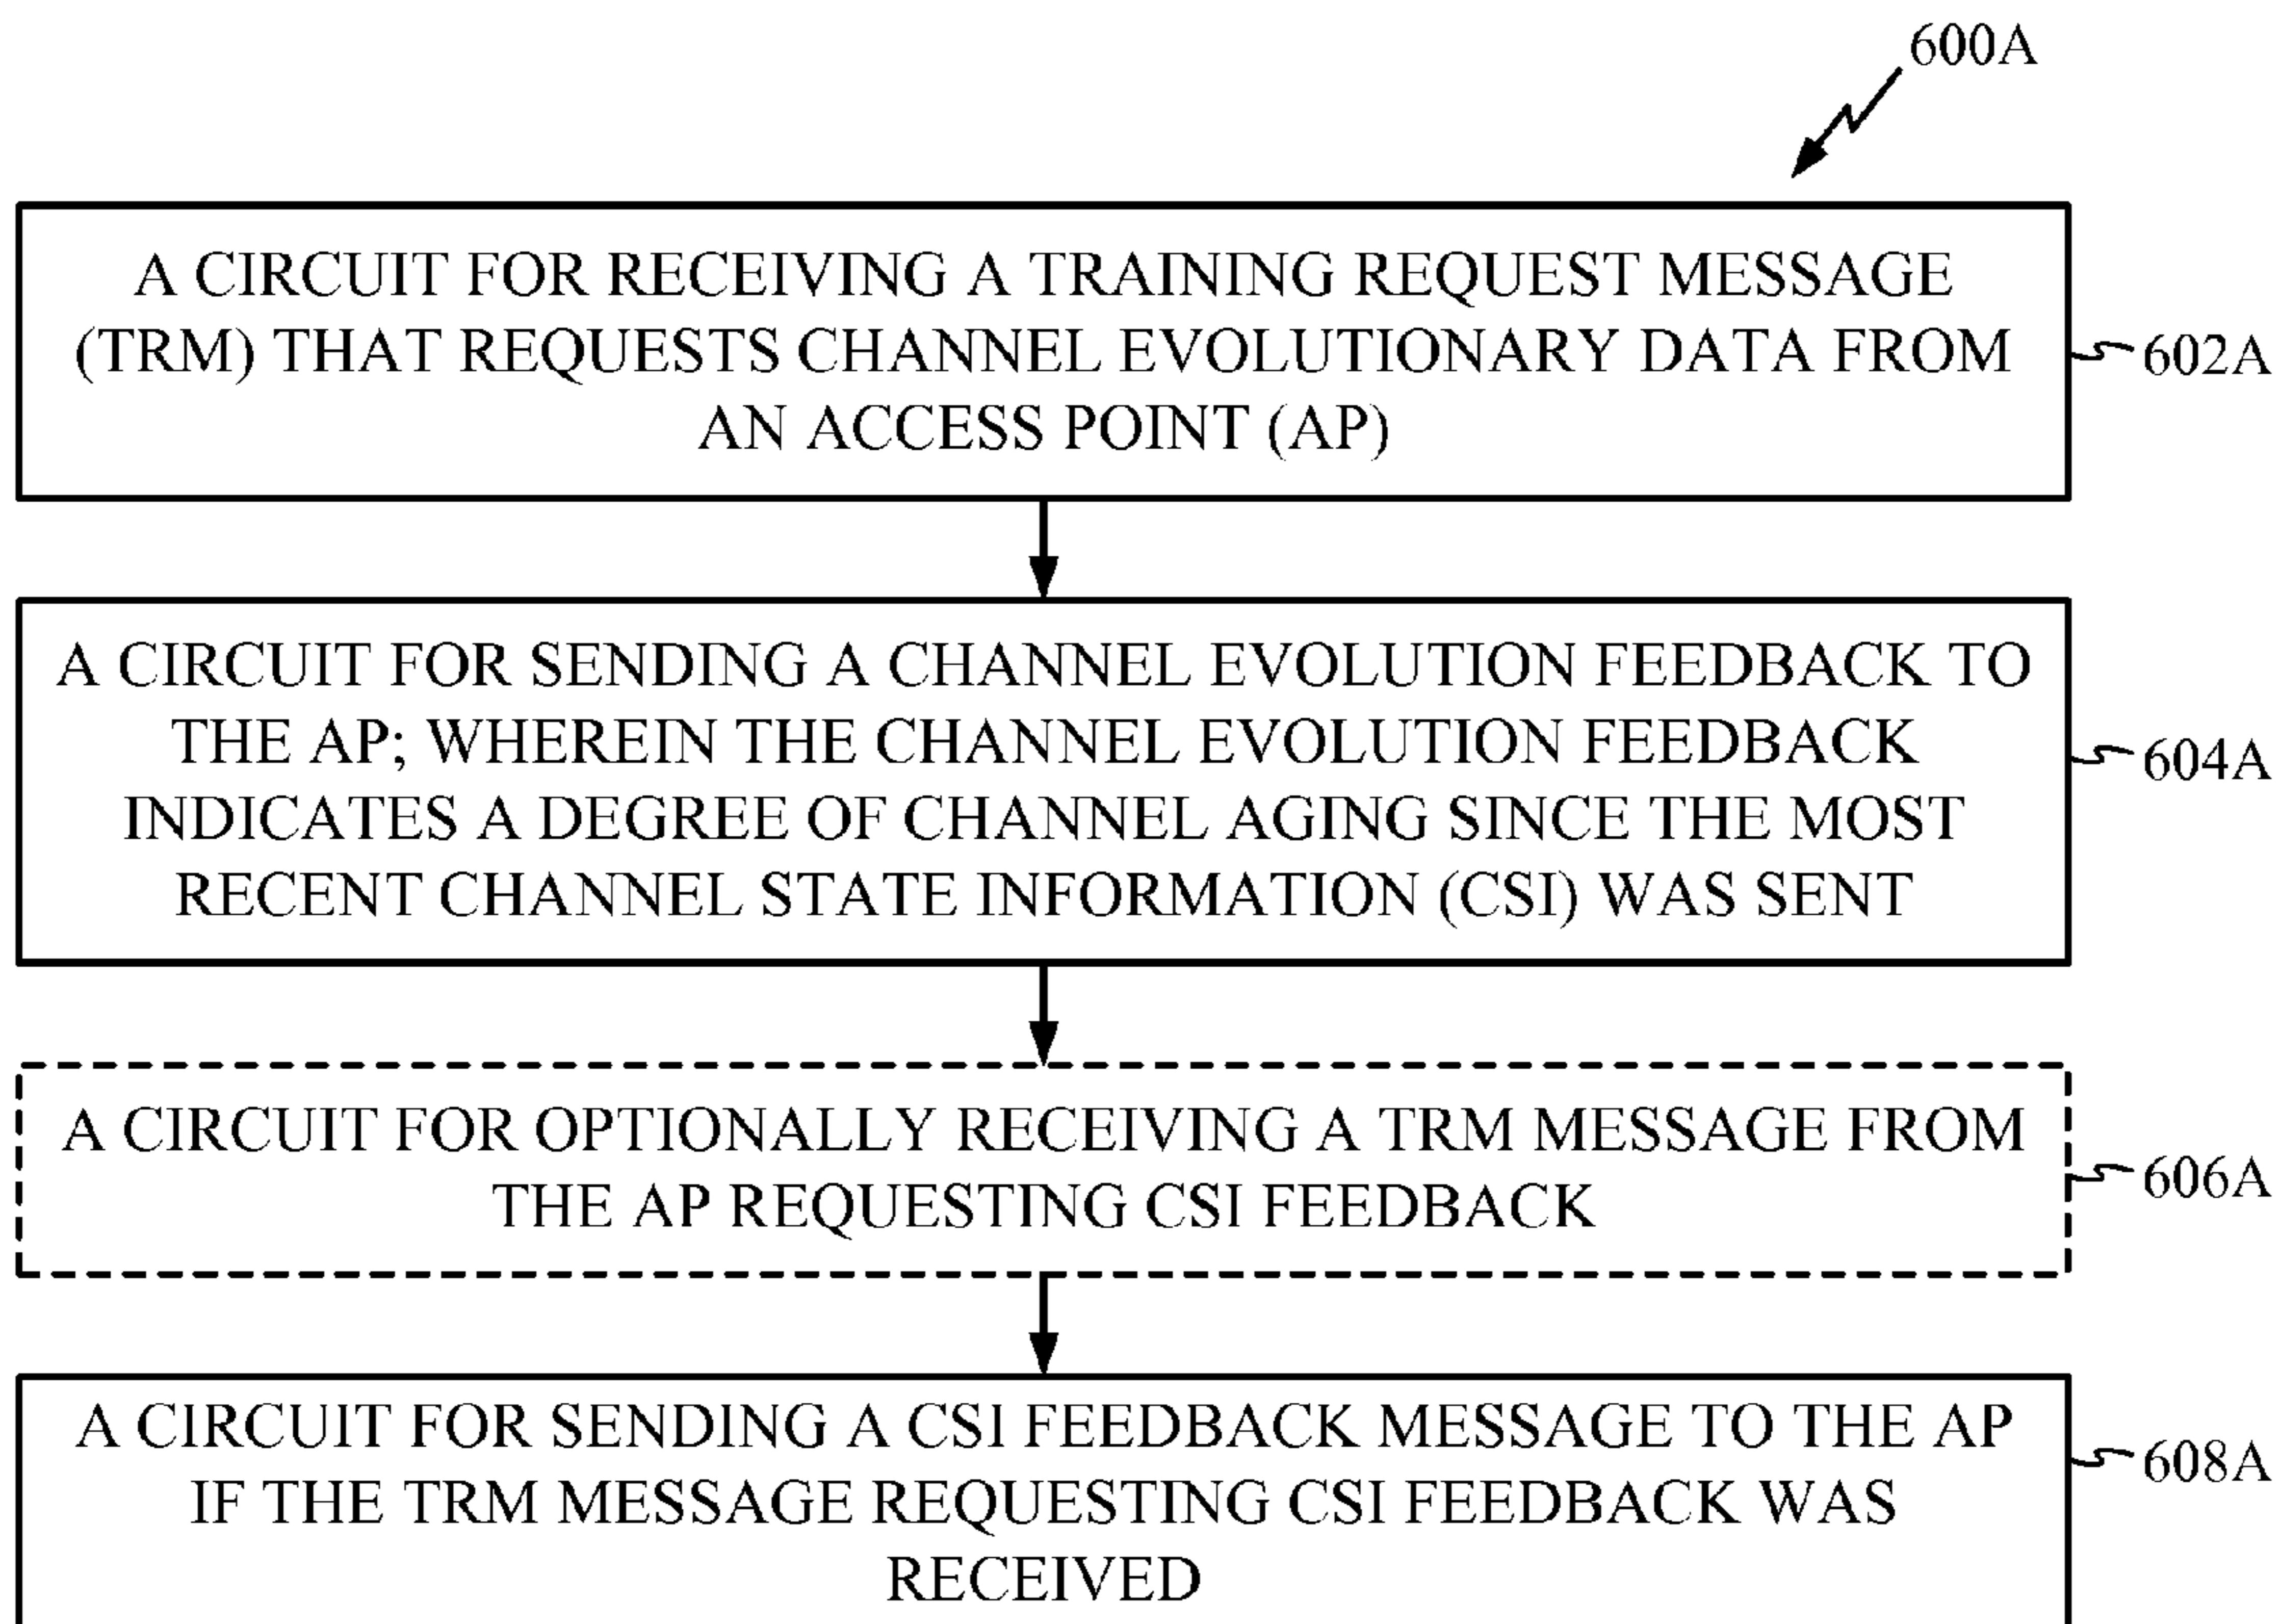 600A
A CIRCUIT FOR RECEIVING A TRAINING REQUEST MESSAGE
(TRM) THAT REQUESTS CHANNEL EVOLUTIONARY DATA FROM
AN ACCESS POINT (AP)
602A
A CIRCUIT FOR SENDING A CHANNEL EVOLUTION FEEDBACK TO
THE AP; WHEREIN THE CHANNEL EVOLUTION FEEDBACK
INDICATES A DEGREE OF CHANNEL AGING SINCE THE MOST
RECENT CHANNEL STATE INFORMATION (CSI) WAS SENT
604A
A CIRCUIT FOR OPTIONALLY RECEIVING A TRM MESSAGE FROM
THE AP REQUESTING CSI FEEDBACK
606A
A CIRCUIT FOR SENDING A CSI FEEDBACK MESSAGE TO THE AP
IF THE TRM MESSAGE REQUESTING CSI FEEDBACK WAS
RECEIVED
608A